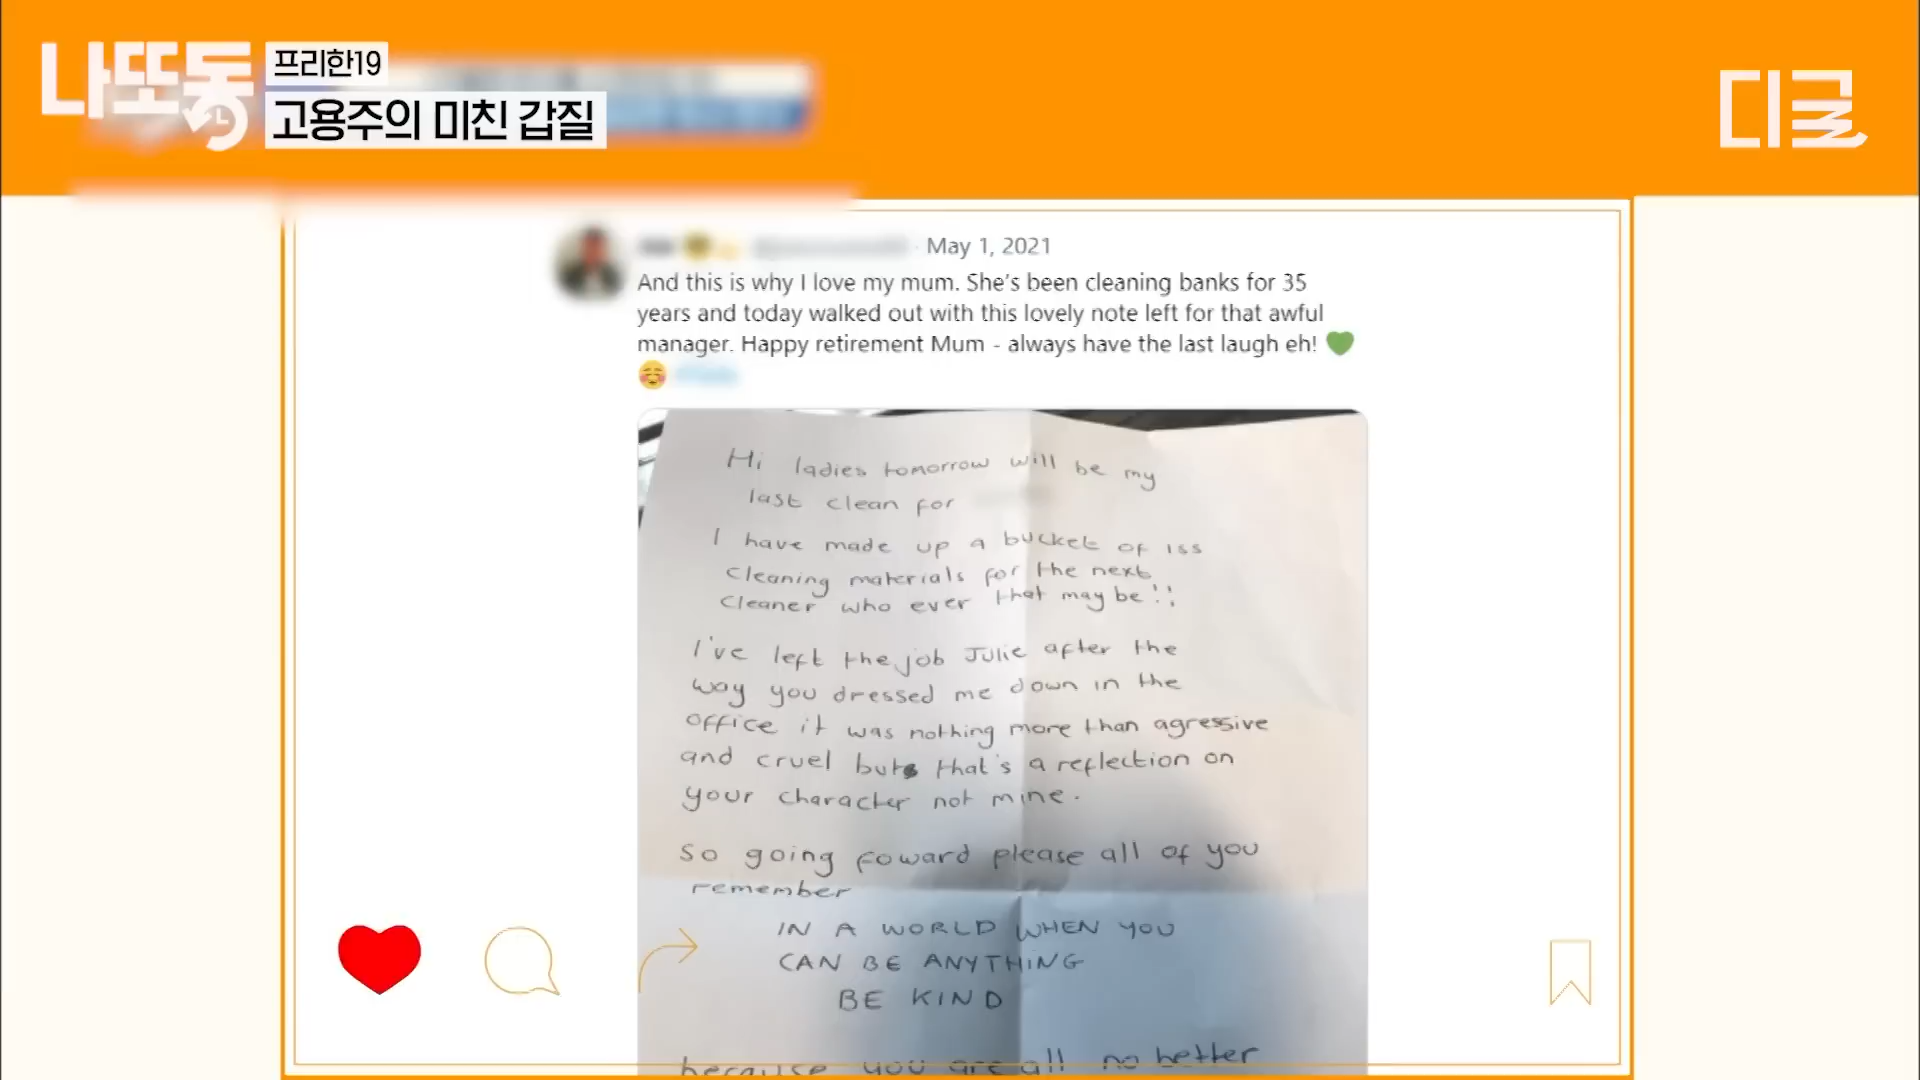 나또동
프리한19
고용주의 미친 갑질
디글
May 1, 2021
And this is why I love my mum. She's been cleaning banks for 35
years and today walked out with this lovely note left for that awful
manager. Happy retirement Mum - always have the last laugh eh!
Hi ladies tomorrow will be my
last clean for
I have made up a bucket of iss
cleaning materials for the next
cleaner who ever that may be!!
I've left the job Julie after the
way you dressed me down in the
office it was nothing more than agressive
and cruel but that's a reflection on
your character not mine.
So going foward please all of you
remember
IN A WORLD WHEN YOU
CAN BE ANYTHING
BE KIND
because you are all no better